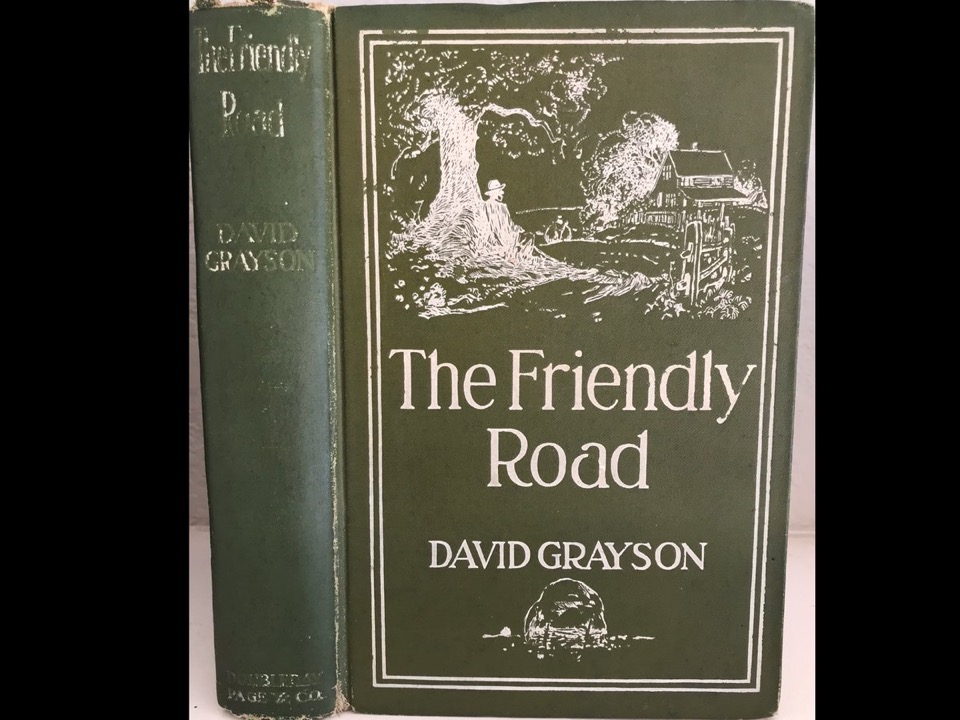 The Friendly
Road
DAVID
GRAYSON
DOUBLEDAY
PAGE & CO.
The Friendly
Road
DAVID GRAYSON